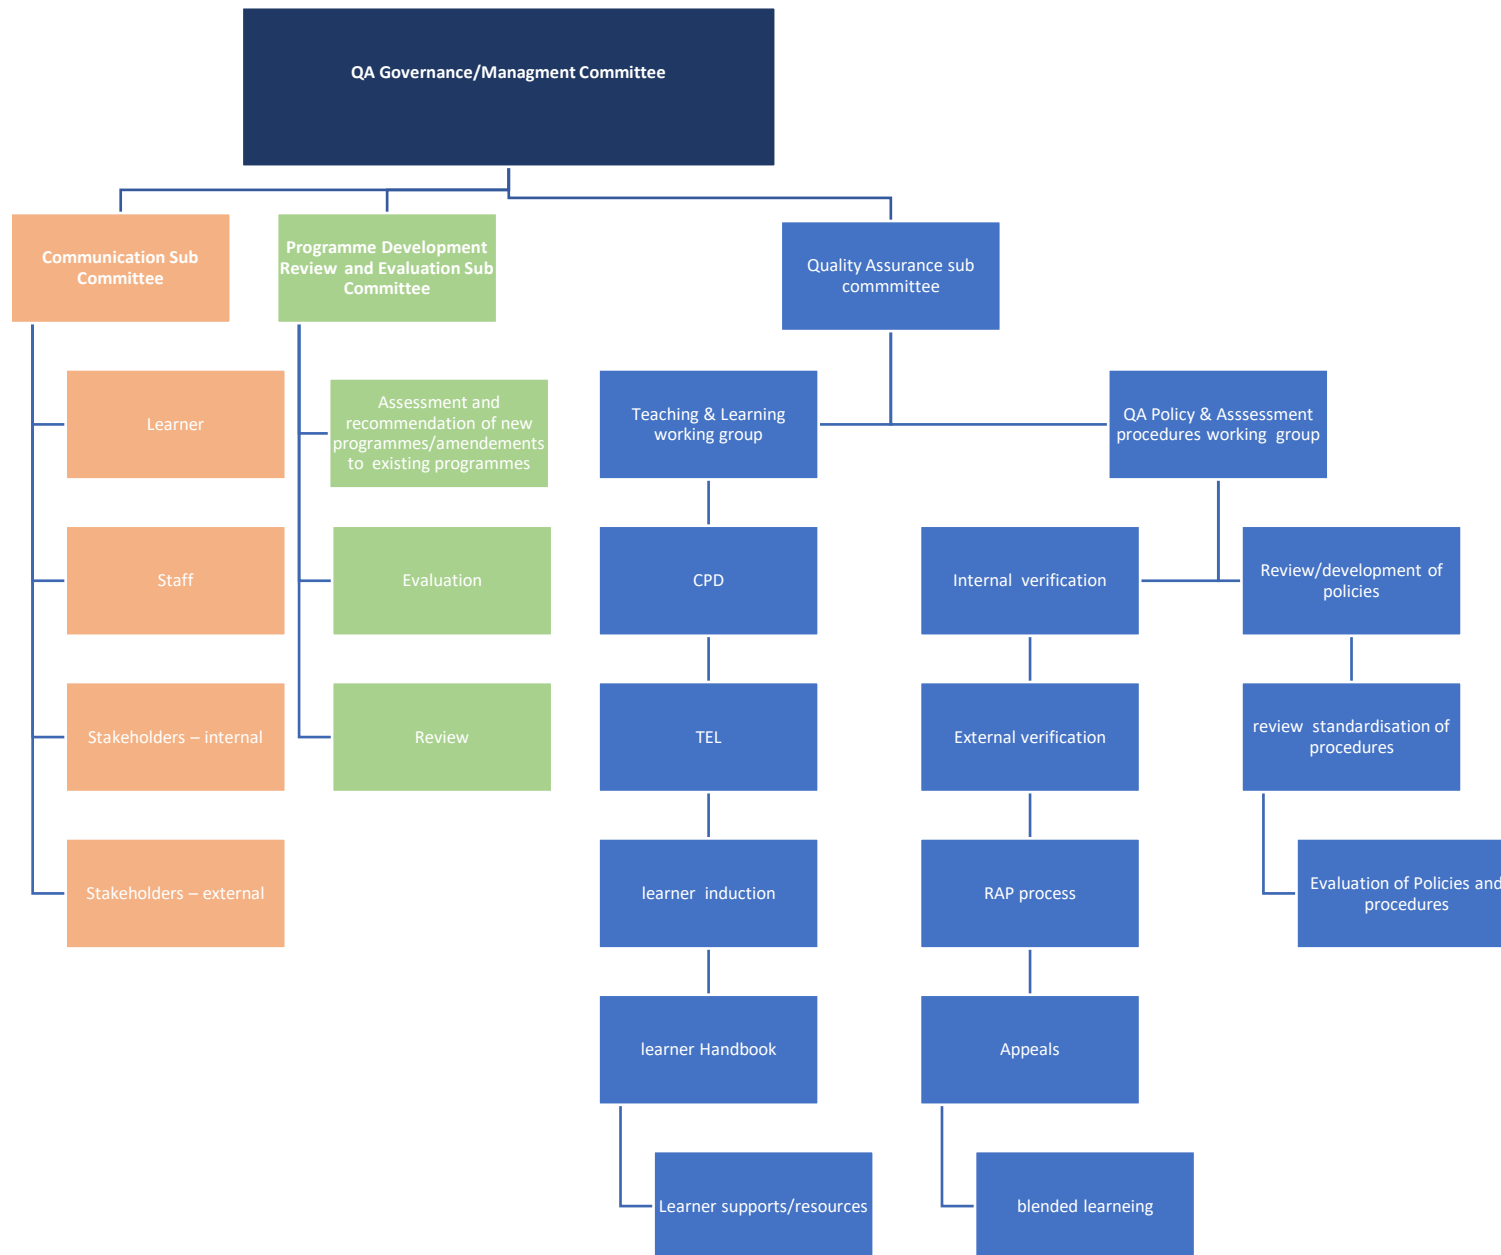 QA Governance/Managment Committee
Communication Sub
Committee
Programme Development
Review and Evaluation Sub
Committee
Quality Assurance sub
commmittee
Learner
Assessment and
recommendation of new
programmes/amendements
to existing programmes
Teaching & Learning
working group
QA Policy & Asssessment
procedures working group
Staff
Evaluation
CPD
Internal verification
Review/development of
policies
Stakeholders – internal
Review
TEL
External verification
review standardisation of
procedures
Stakeholders – external
learner induction
RAP process
Evaluation of Policies and
procedures
learner Handbook
Appeals
Learner supports/resources
blended learneing